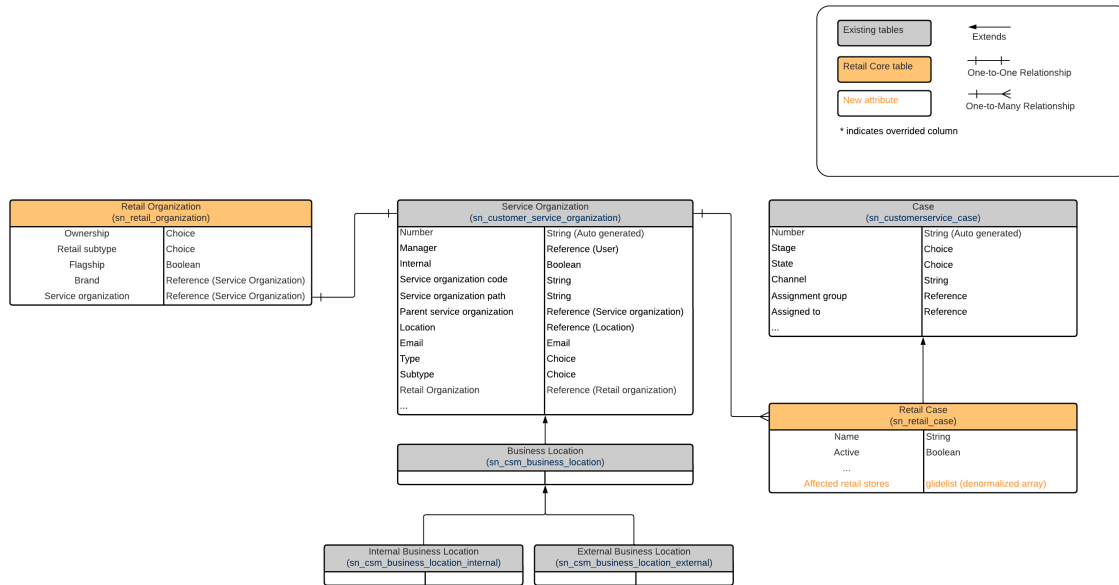 Existing tables
Extends
Retail Core table
One-to-One Relationship
New attribute
One-to-Many Relationship
* indicates overrided column
Retail Organization
(sn_retail_organization)
Ownership Choice
Retail subtype Choice
Flagship Boolean
Brand Reference (Service Organization)
Service organization Reference (Service Organization)
Service Organization
(sn_customer_service_organization)
Number String (Auto generated)
Manager Reference (User)
Internal Boolean
Service organization code String
Service organization path String
Parent service organization Reference (Service organization)
Location Reference (Location)
Email Email
Type Choice
Subtype Choice
Retail Organization Reference (Retail organization)
...
Case
(sn_customerservice_case)
Number String (Auto generated)
Stage Choice
State Choice
Channel String
Assignment group Reference
Assigned to Reference
...
Retail Case
(sn_retail_case)
Name String
Active Boolean
...
Affected retail stores glidelist (denormalized array)
Business Location
(sn_csm_business_location)
Internal Business Location
(sn_csm_business_location_internal)
External Business Location
(sn_csm_business_location_external)